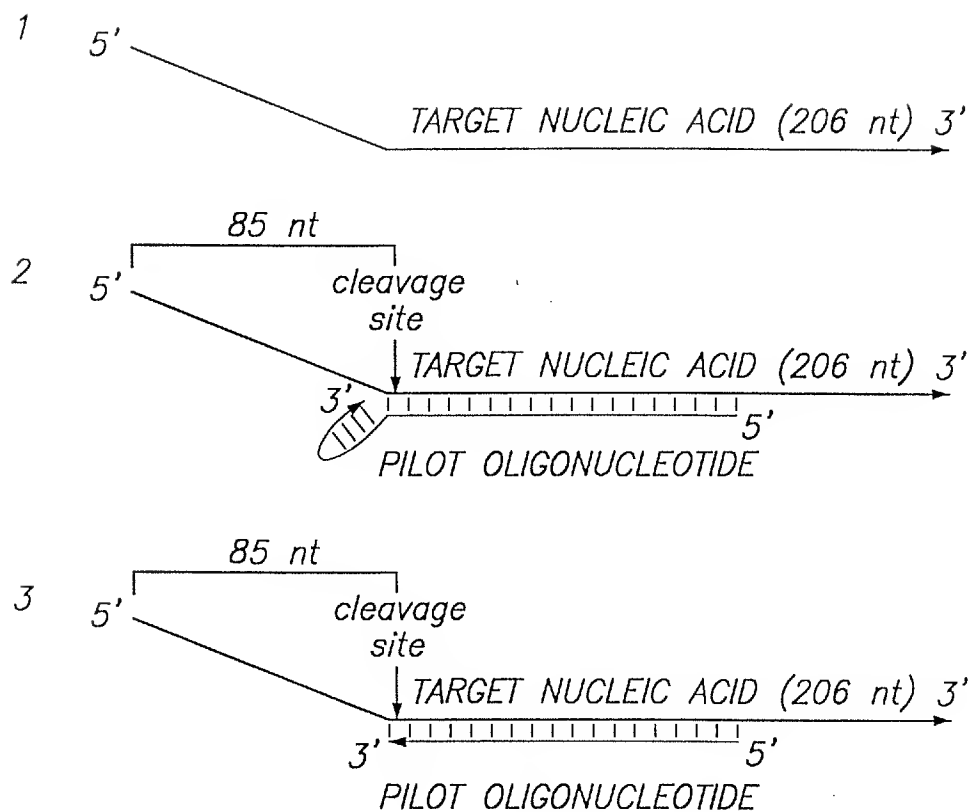 1
5'
TARGET NUCLEIC ACID (206 nt) 3'
85 nt
2
5'
cleavage
site
TARGET NUCLEIC ACID (206 nt) 3'
3'
5'
PILOT OLIGONUCLEOTIDE
85 nt
3
5'
cleavage
site
TARGET NUCLEIC ACID (206 nt) 3'
3'
5'
PILOT OLIGONUCLEOTIDE